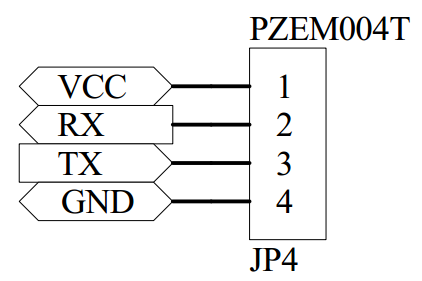 PZEM004T
VCC 1
RX 2
TX 3
GND 4
JP4